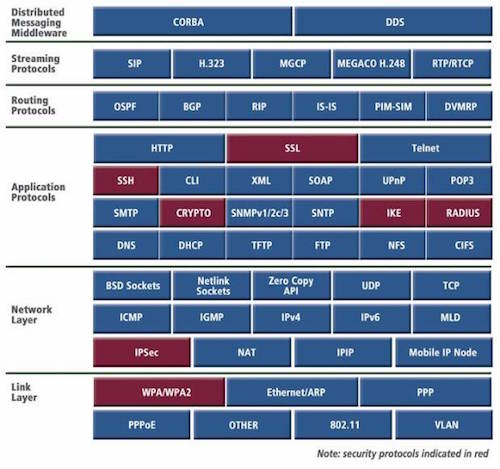 Distributed Messaging Middleware
CORBA DDS
Streaming Protocols
SIP H.323 MGCP MEGACO H.248 RTP/RTCP
Routing Protocols
OSPF BGP RIP IS-IS PIM-SIM DVMRP
Application Protocols
HTTP SSL Telnet
SSH CLI XML SOAP UPnP POP3
SMTP CRYPTO SNMPv1/2c/3 SNTP IKE RADIUS
DNS DHCP TFTP FTP NFS CIFS
Network Layer
BSD Sockets Netlink Sockets Zero Copy API UDP TCP
ICMP IGMP IPv4 IPv6 MLD
IPSec NAT IPIP Mobile IP Node
Link Layer
WPA/WPA2 Ethernet/ARP PPP
PPPoE OTHER 802.11 VLAN
Note: security protocols indicated in red